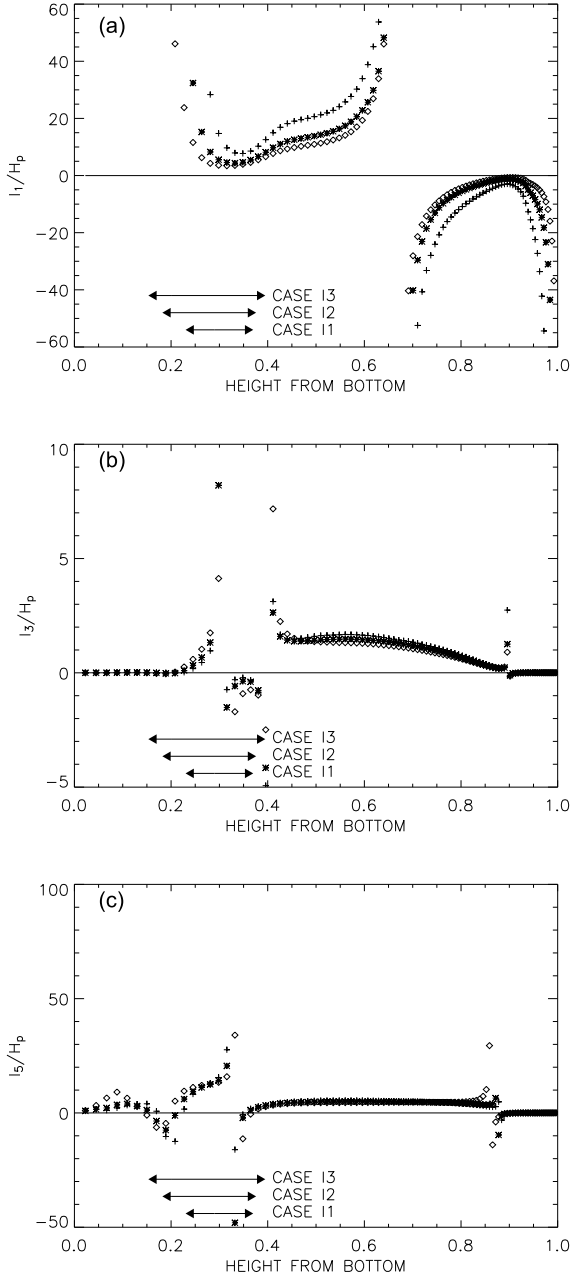 (a)
60
40
20
0
-20
-40
-60
I1/Hp
CASE I3
CASE I2
CASE I1
0.0 0.2 0.4 0.6 0.8 1.0
HEIGHT FROM BOTTOM
(b)
10
5
0
-5
I3/Hp
CASE I3
CASE I2
CASE I1
0.0 0.2 0.4 0.6 0.8 1.0
HEIGHT FROM BOTTOM
(c)
100
50
0
-50
I5/Hp
CASE I3
CASE I2
CASE I1
0.0 0.2 0.4 0.6 0.8 1.0
HEIGHT FROM BOTTOM